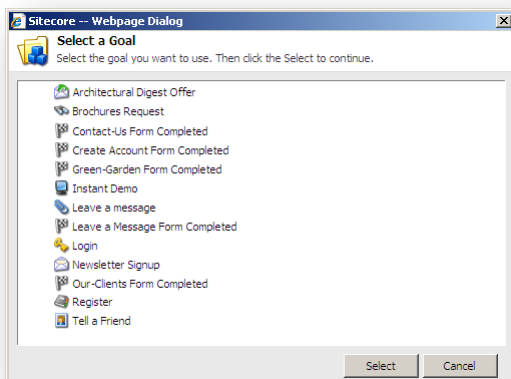 Sitecore -- Webpage Dialog
Select a Goal
Select the goal you want to use. Then click the Select to continue.
Architectural Digest Offer
Brochures Request
Contact-Us Form Completed
Create Account Form Completed
Green-Garden Form Completed
Instant Demo
Leave a message
Leave a Message Form Completed
Login
Newsletter Signup
Our-Clients Form Completed
Register
Tell a Friend
Select Cancel